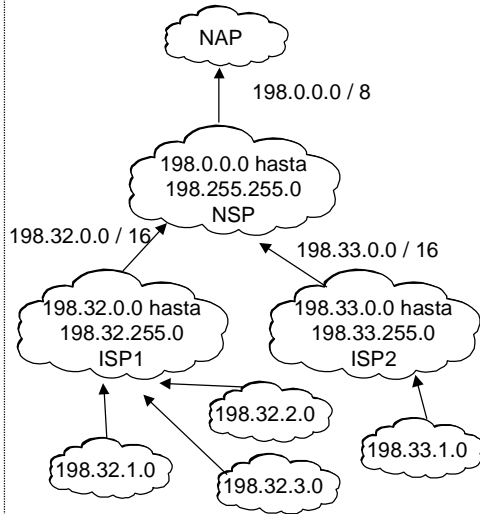 NAP
198.0.0.0 / 8
198.0.0.0 hasta
198.255.255.0
NSP
198.32.0.0 / 16
198.33.0.0 / 16
198.32.0.0 hasta
198.32.255.0
ISP1
198.33.0.0 hasta
198.33.255.0
ISP2
198.32.2.0
198.32.1.0
198.32.3.0
198.33.1.0